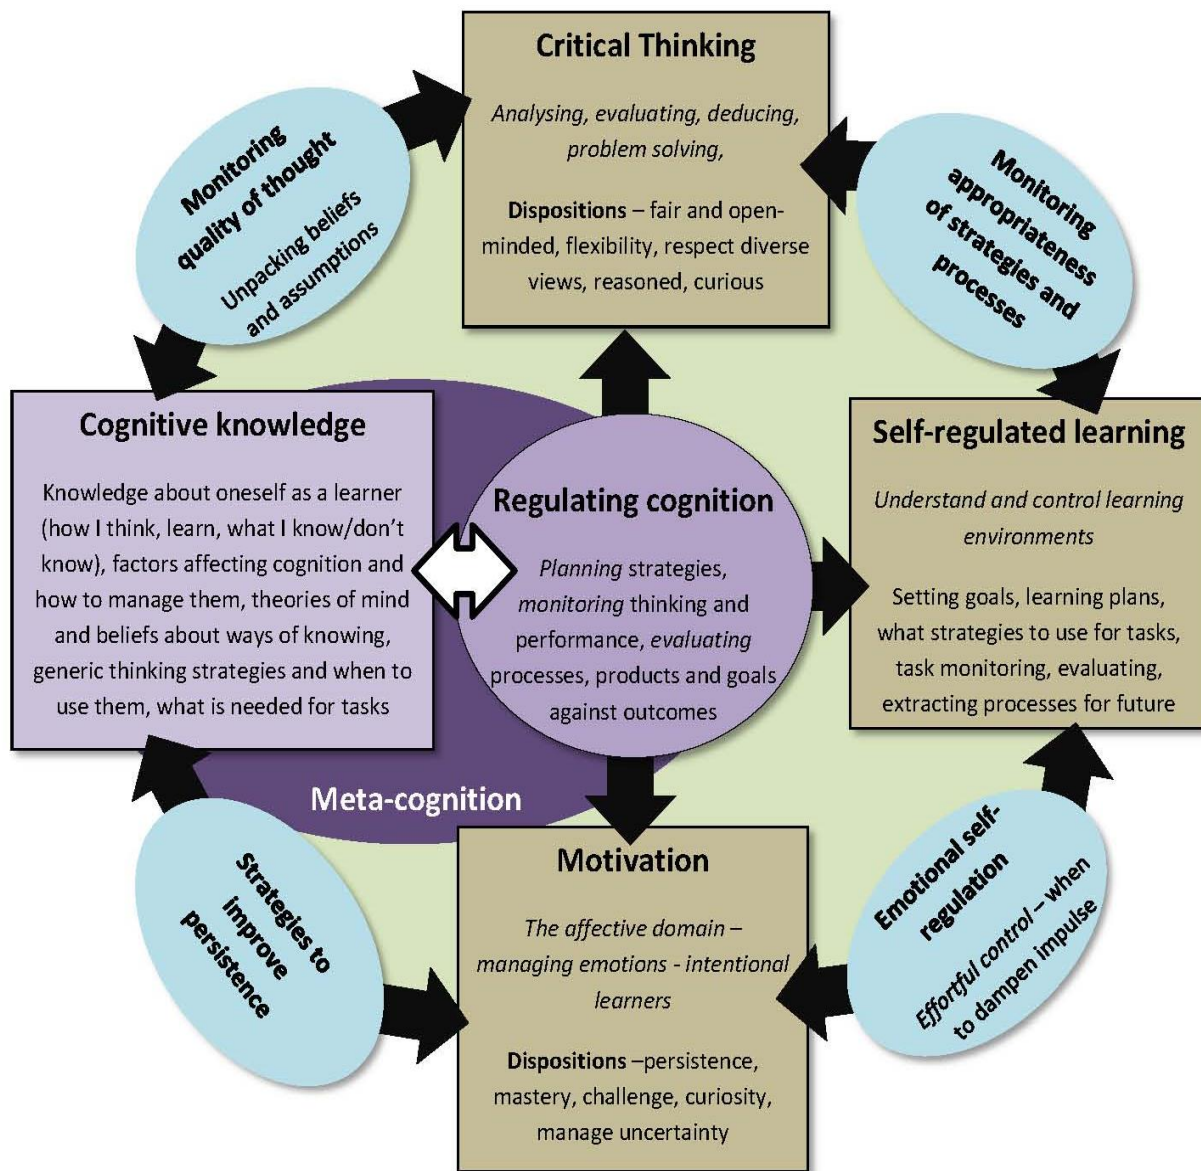 Critical Thinking
Analysing, evaluating, deducing,
problem solving,
Dispositions – fair and open-
minded, flexibility, respect diverse
views, reasoned, curious
Monitoring
quality of thought
Unpacking beliefs
and assumptions
Monitoring
appropriateness
of strategies and
processes
Cognitive knowledge
Knowledge about oneself as a learner
(how I think, learn, what I know/don’t
know), factors affecting cognition and
how to manage them, theories of mind
and beliefs about ways of knowing,
generic thinking strategies and when to
use them, what is needed for tasks
Regulating cognition
Planning strategies,
monitoring thinking and
performance, evaluating
processes, products and goals
against outcomes
Self-regulated learning
Understand and control learning
environments
Setting goals, learning plans,
what strategies to use for tasks,
task monitoring, evaluating,
extracting processes for future
Meta-cognition
Strategies to
improve
persistence
Motivation
The affective domain –
managing emotions - intentional
learners
Dispositions –persistence,
mastery, challenge, curiosity,
manage uncertainty
Emotional self-
regulation
Effortful control – when
to dampen impulse